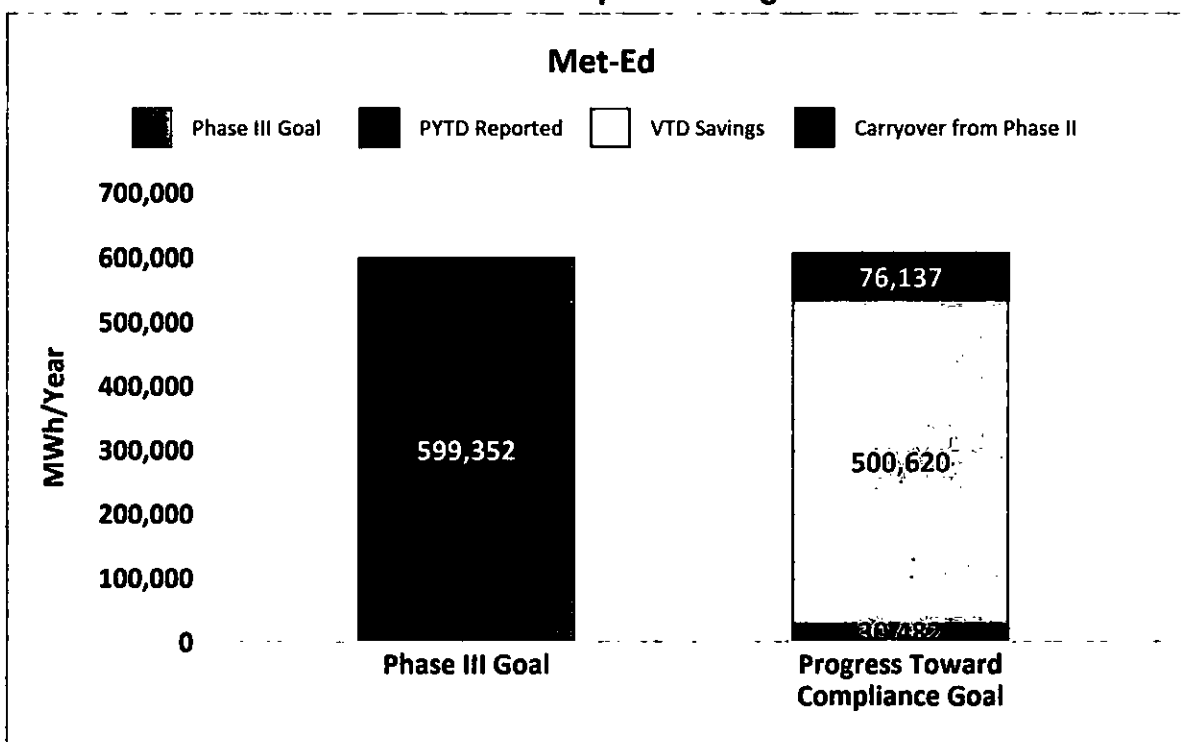 Met-Ed
Phase III Goal PYTD Reported VTD Savings Carryover from Phase II
700,000
600,000
500,000
400,000
300,000
200,000
100,000
0
MWh/Year
599,352
76,137
500,620
Phase III Goal
Progress Toward
Compliance Goal